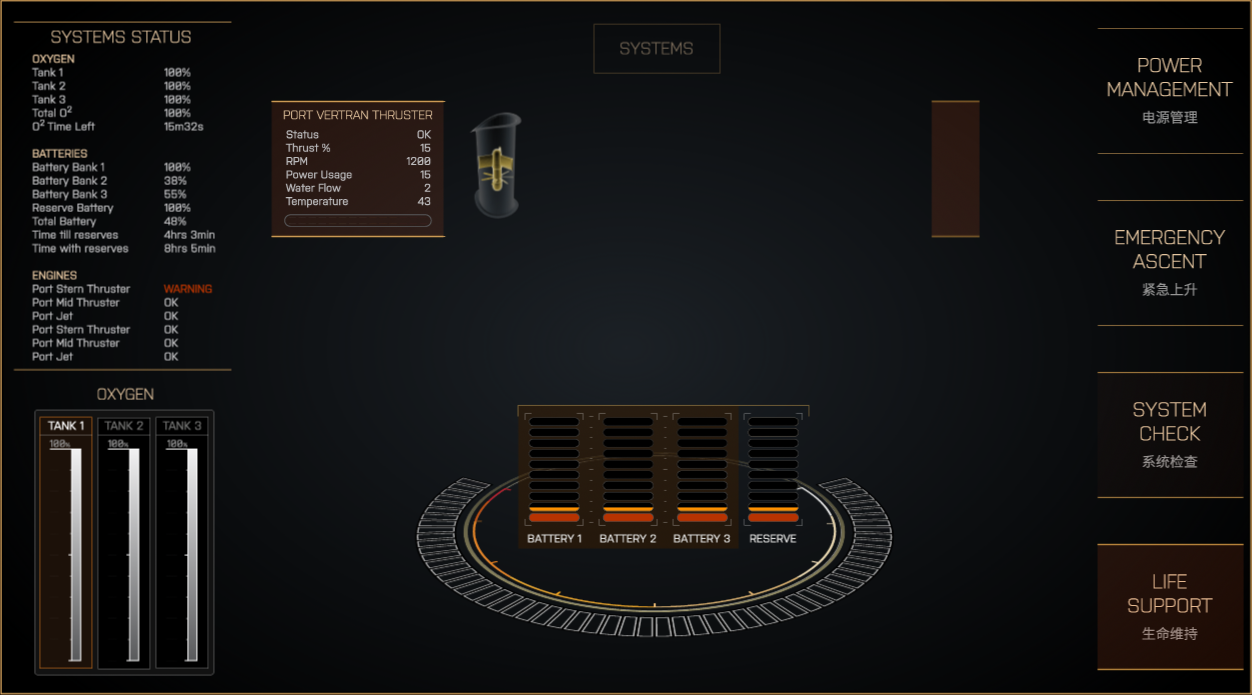 SYSTEMS STATUS
OXYGEN
Tank 1 100%
Tank 2 100%
Tank 3 100%
Total O² 100%
O² Time Left 15m32s
BATTERIES
Battery Bank 1 100%
Battery Bank 2 38%
Battery Bank 3 55%
Reserve Battery 100%
Total Battery 48%
Time till reserves 4hrs 3min
Time with reserves 8hrs 5min
ENGINES
Port Stern Thruster WARNING
Port Mid Thruster OK
Port Jet OK
Port Stern Thruster OK
Port Mid Thruster OK
Port Jet OK
OXYGEN
TANK 1 TANK 2 TANK 3
100% 100% 100%
SYSTEMS
PORT VERTRAN THRUSTER
Status OK
Thrust % 15
RPM 1200
Power Usage 15
Water Flow 2
Temperature 43
BATTERY 1 BATTERY 2 BATTERY 3 RESERVE
POWER
MANAGEMENT
电源管理
EMERGENCY
ASCENT
紧急上升
SYSTEM
CHECK
系统检查
LIFE
SUPPORT
生命维持